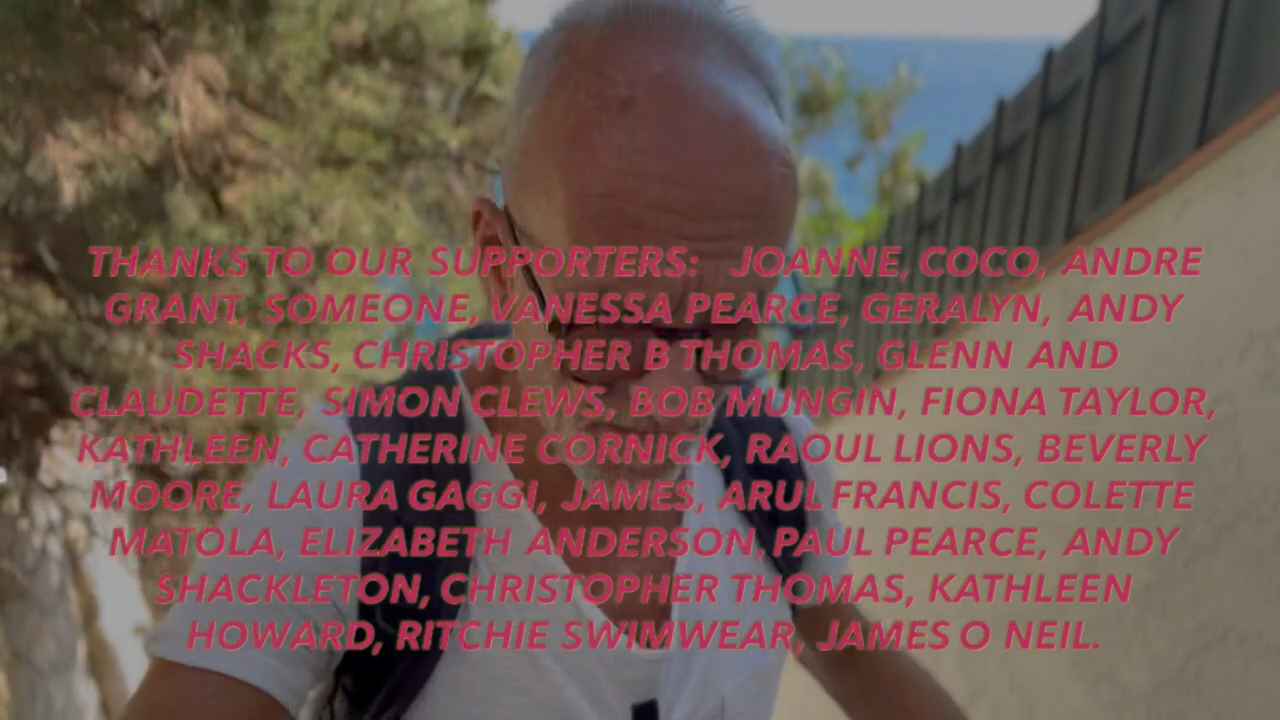 THANKS TO OUR SUPPORTERS: JOANNE, COCO, ANDRE
GRANT, SOMEONE, VANESSA PEARCE, GERALYN, ANDY
SHACKS, CHRISTOPHER B THOMAS, GLENN AND
CLAUDETTE, SIMON CLEWS, BOB MUNGIN, FIONA TAYLOR,
KATHLEEN, CATHERINE CORNICK, RAOUL LIONS, BEVERLY
MOORE, LAURA GAGGI, JAMES, ARUL FRANCIS, COLETTE
MATOLA, ELIZABETH ANDERSON, PAUL PEARCE, ANDY
SHACKLETON, CHRISTOPHER THOMAS, KATHLEEN
HOWARD, RITCHIE SWIMWEAR, JAMES O NEIL.